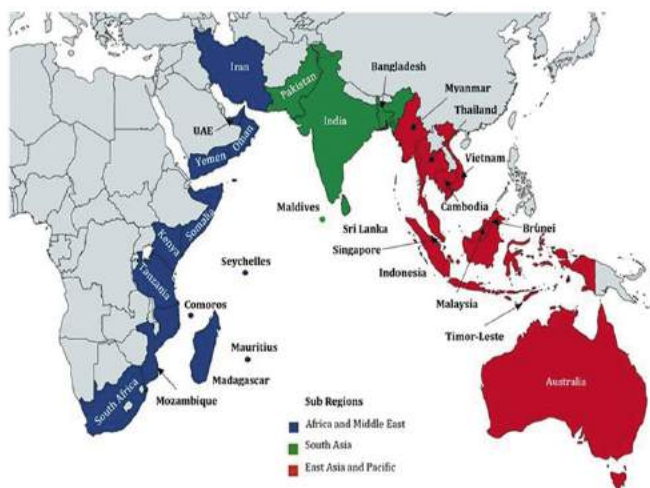 Iran
Pakistan
Bangladesh
Myanmar
Thailand
India
UAE
Oman
Yemen
Vietnam
Cambodia
Maldives
Sri Lanka
Brunei
Singapore
Somalia
Kenya
Seychelles
Indonesia
Tanzania
Malaysia
Comoros
Timor-Leste
Mauritius
Madagascar
Australia
South Africa
Mozambique
Sub Regions
Africa and Middle East
South Asia
East Asia and Pacific